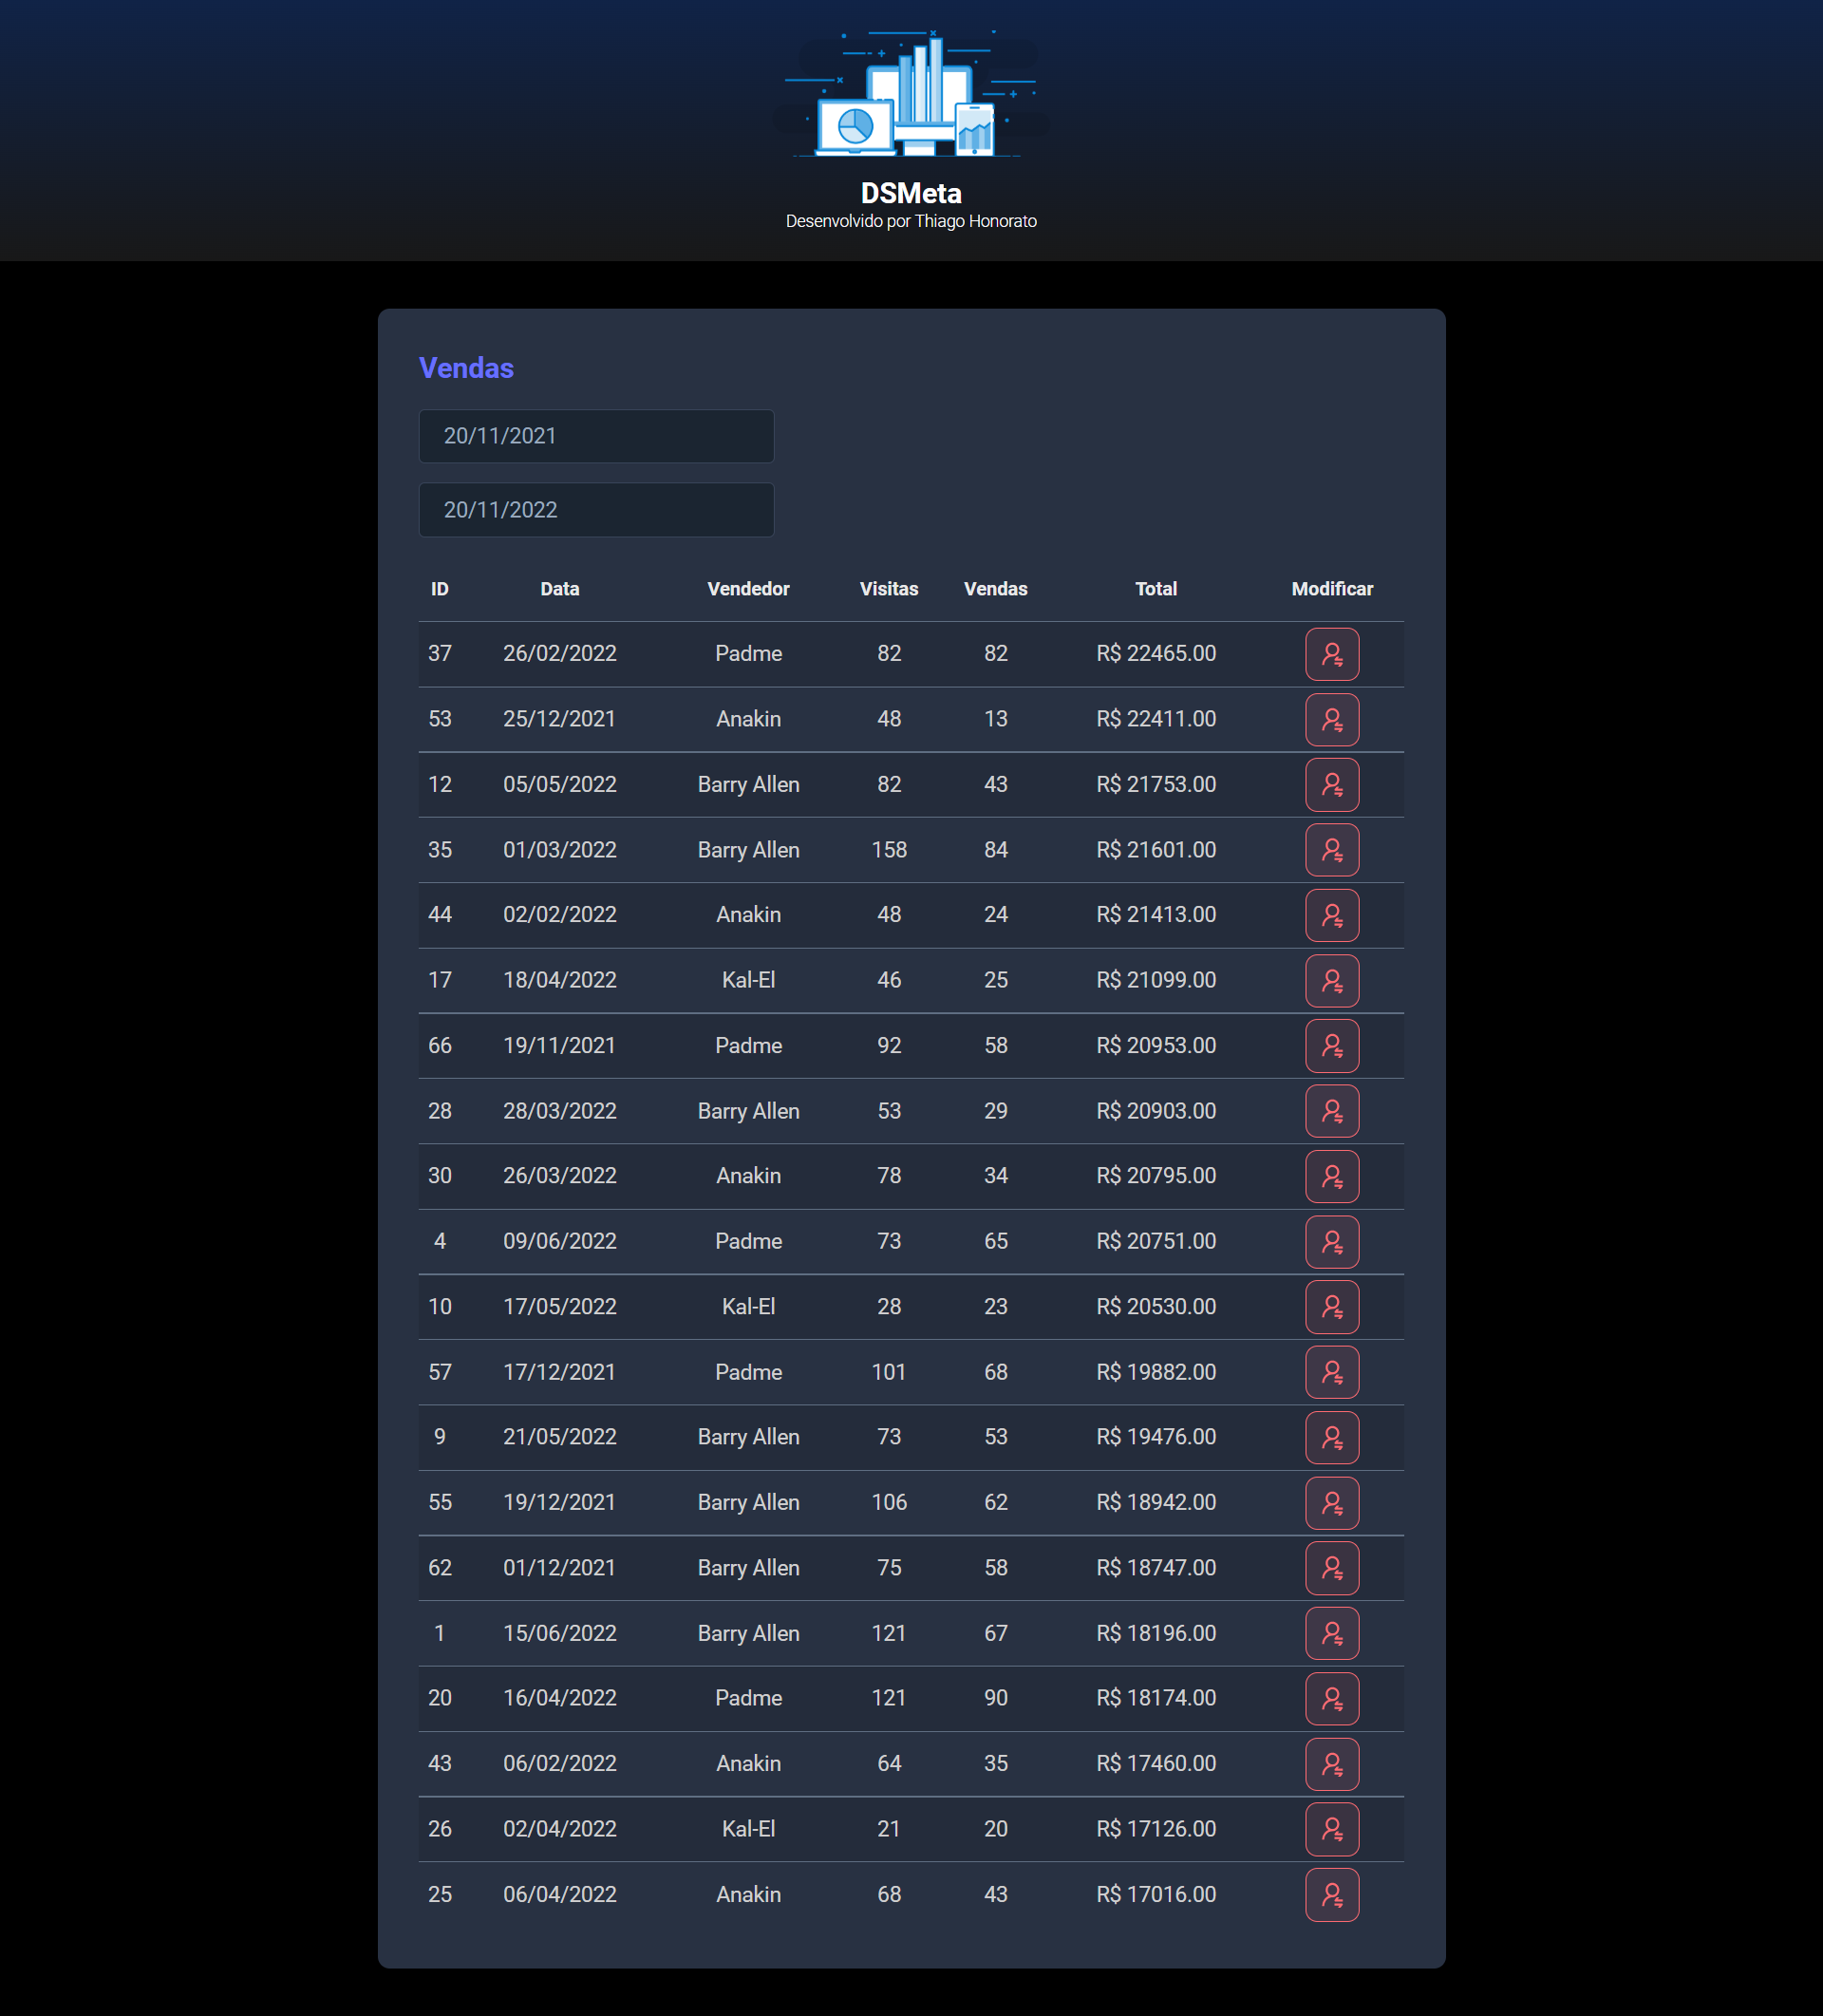 DSMeta
Desenvolvido por Thiago Honorato
Vendas
20/11/2021
20/11/2022
ID Data Vendedor Visitas Vendas Total Modificar
37 26/02/2022 Padme 82 82 R$ 22465.00
53 25/12/2021 Anakin 48 13 R$ 22411.00
12 05/05/2022 Barry Allen 82 43 R$ 21753.00
35 01/03/2022 Barry Allen 158 84 R$ 21601.00
44 02/02/2022 Anakin 48 24 R$ 21413.00
17 18/04/2022 Kal-El 46 25 R$ 21099.00
66 19/11/2021 Padme 92 58 R$ 20953.00
28 28/03/2022 Barry Allen 53 29 R$ 20903.00
30 26/03/2022 Anakin 78 34 R$ 20795.00
4 09/06/2022 Padme 73 65 R$ 20751.00
10 17/05/2022 Kal-El 28 23 R$ 20530.00
57 17/12/2021 Padme 101 68 R$ 19882.00
9 21/05/2022 Barry Allen 73 53 R$ 19476.00
55 19/12/2021 Barry Allen 106 62 R$ 18942.00
62 01/12/2021 Barry Allen 75 58 R$ 18747.00
1 15/06/2022 Barry Allen 121 67 R$ 18196.00
20 16/04/2022 Padme 121 90 R$ 18174.00
43 06/02/2022 Anakin 64 35 R$ 17460.00
26 02/04/2022 Kal-El 21 20 R$ 17126.00
25 06/04/2022 Anakin 68 43 R$ 17016.00